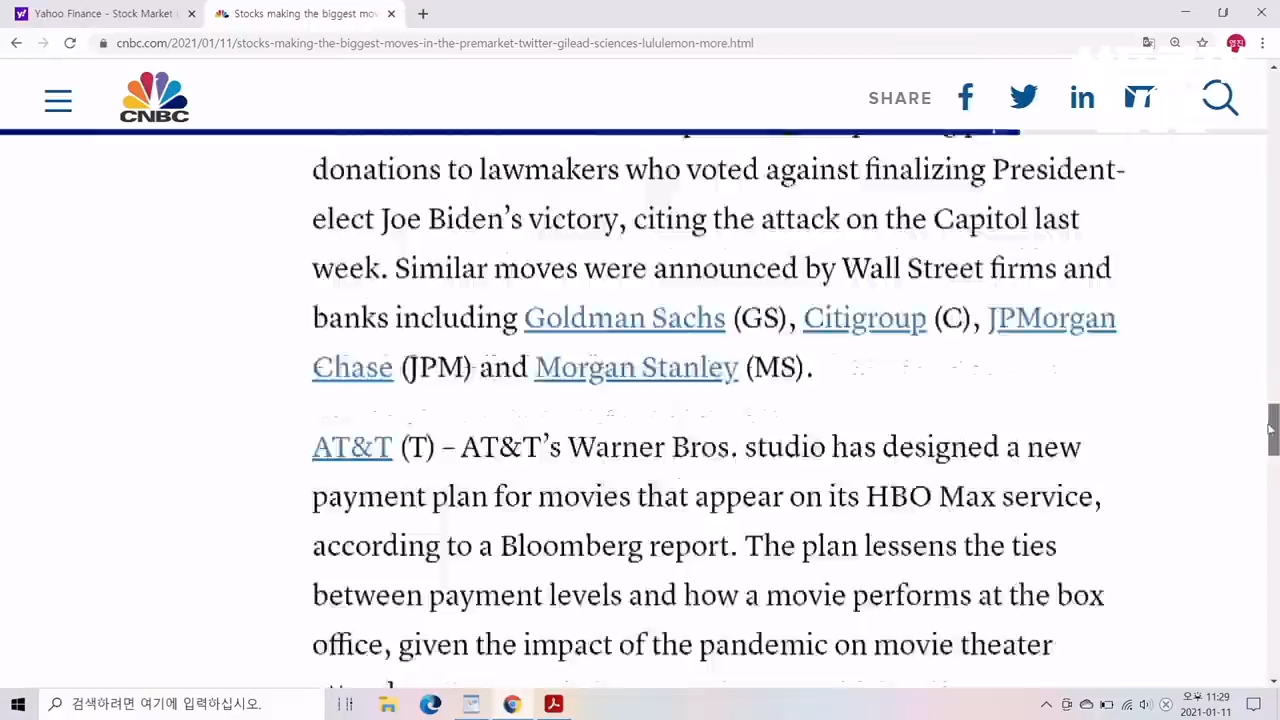 Yahoo Finance - Stock Market
Stocks making the biggest mov
cnbc.com/2021/01/11/stocks-making-the-biggest-moves-in-the-premarket-twitter-gilead-sciences-lululemon-more.html
영진
CNBC
SHARE
donations to lawmakers who voted against finalizing President-
elect Joe Biden's victory, citing the attack on the Capitol last
week. Similar moves were announced by Wall Street firms and
banks including Goldman Sachs (GS), Citigroup (C), JPMorgan
Chase (JPM) and Morgan Stanley (MS).
AT&T (T) – AT&T's Warner Bros. studio has designed a new
payment plan for movies that appear on its HBO Max service,
according to a Bloomberg report. The plan lessens the ties
between payment levels and how a movie performs at the box
office, given the impact of the pandemic on movie theater
검색하려면 여기에 입력하십시오.
오후 11:29
2021-01-11